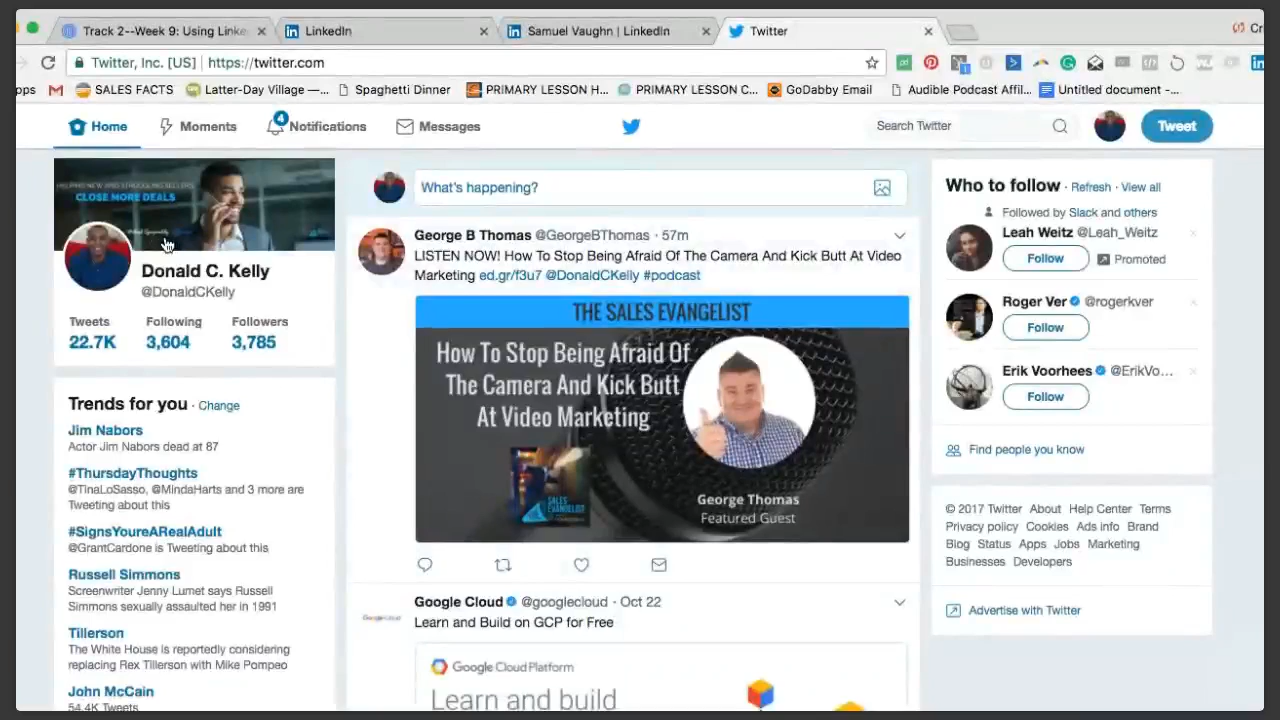 Track 2--Week 9: Using Linke
LinkedIn
Samuel Vaughn | LinkedIn
Twitter
Twitter, Inc. [US]
https://twitter.com
SALES FACTS
Latter-Day Village —...
Spaghetti Dinner
PRIMARY LESSON H...
PRIMARY LESSON C...
GoDabby Email
Audible Podcast Affil...
Untitled document -...
Home
Moments
4
Notifications
Messages
Search Twitter
Tweet
CLOSE MORE DEALS
Donald C. Kelly
@DonaldCKelly
Tweets Following Followers
22.7K 3,604 3,785
Trends for you · Change
Jim Nabors
Actor Jim Nabors dead at 87
#ThursdayThoughts
@TinaLoSasso, @MindaHarts and 3 more are
Tweeting about this
#SignsYoureARealAdult
@GrantCardone is Tweeting about this
Russell Simmons
Screenwriter Jenny Lumet says Russell
Simmons sexually assaulted her in 1991
Tillerson
The White House is reportedly considering
replacing Rex Tillerson with Mike Pompeo
John McCain
54.4K Tweets
What's happening?
George B Thomas @GeorgeBThomas · 57m
LISTEN NOW! How To Stop Being Afraid Of The Camera And Kick Butt At Video
Marketing ed.gr/f3u7 @DonaldCKelly #podcast
THE SALES EVANGELIST
How To Stop Being Afraid Of
The Camera And Kick Butt
At Video Marketing
SALES
EVANGELIST
George Thomas
Featured Guest
Google Cloud @googlecloud · Oct 22
Learn and Build on GCP for Free
Google Cloud Platform
Learn and build
Who to follow · Refresh · View all
Followed by Slack and others
Leah Weitz @Leah_Weitz
Follow
Promoted
Roger Ver @rogerkver
Follow
Erik Voorhees @ErikVo...
Follow
Find people you know
© 2017 Twitter About Help Center Terms
Privacy policy Cookies Ads info Brand
Blog Status Apps Jobs Marketing
Businesses Developers
Advertise with Twitter